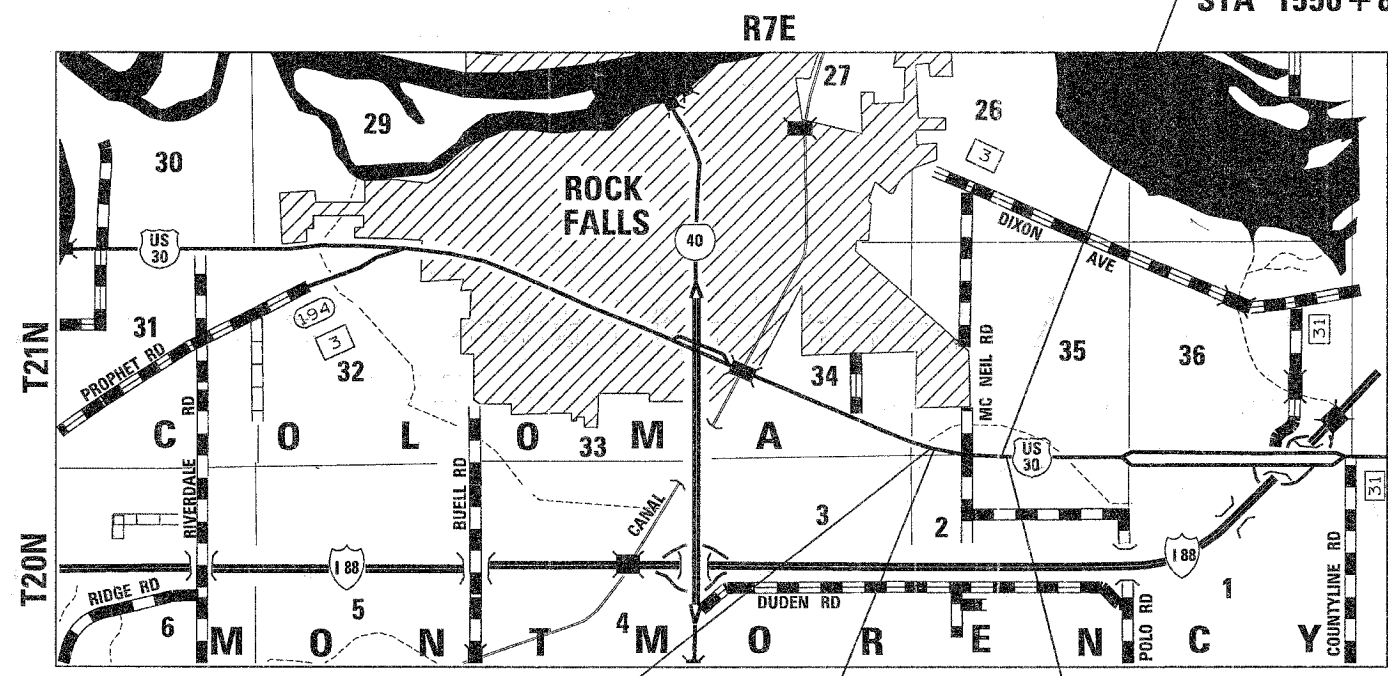 STA 1550+8
R7E
27
29
26
30
3
ROCK
FALLS
US
30
40
DIXON
AVE
T21N
31
194
3
32
PROPHET RD
34
MC NEIL RD
35
36
31
RIVERDALE RD
C O L O M A
33
BUELL RD
US
30
31
CANAL
3
2
T20N
I 88
I 88
RIDGE RD
6
5
4
DUDEN RD
1
POLO RD
COUNTYLINE RD
M O N T M O R E N C Y